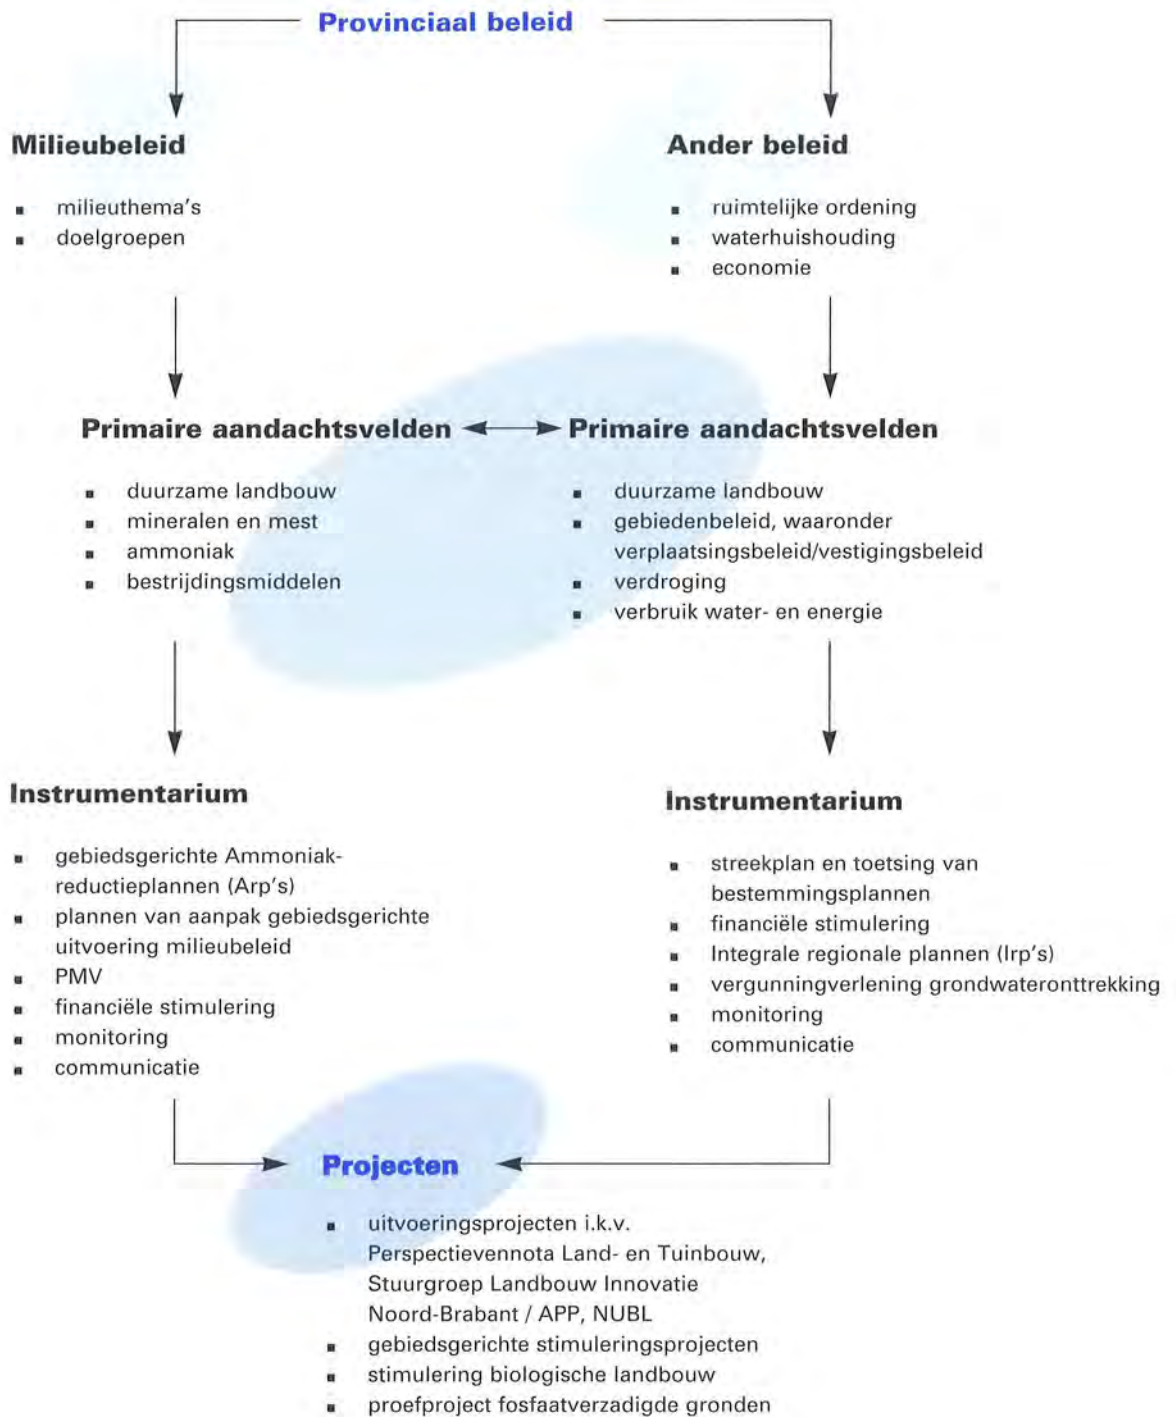 Provinciaal beleid
Milieubeleid
▪ milieuthema's
▪ doelgroepen
Ander beleid
▪ ruimtelijke ordening
▪ waterhuishouding
▪ economie
Primaire aandachtsvelden
▪ duurzame landbouw
▪ mineralen en mest
▪ ammoniak
▪ bestrijdingsmiddelen
Primaire aandachtsvelden
▪ duurzame landbouw
▪ gebiedenbeleid, waaronder
verplaatsingsbeleid/vestigingsbeleid
▪ verdroging
▪ verbruik water- en energie
Instrumentarium
▪ gebiedsgerichte Ammoniak-
reductieplannen (Arp's)
▪ plannen van aanpak gebiedsgerichte
uitvoering milieubeleid
▪ PMV
▪ financiële stimulering
▪ monitoring
▪ communicatie
Instrumentarium
▪ streekplan en toetsing van
bestemmingsplannen
▪ financiële stimulering
▪ Integrale regionale plannen (Irp's)
▪ vergunningverlening grondwateronttrekking
▪ monitoring
▪ communicatie
Projecten
▪ uitvoeringsprojecten i.k.v.
Perspectievennota Land- en Tuinbouw,
Stuurgroep Landbouw Innovatie
Noord-Brabant / APP, NUBL
▪ gebiedsgerichte stimuleringsprojecten
▪ stimulering biologische landbouw
▪ proefproject fosfaatverzadigde gronden